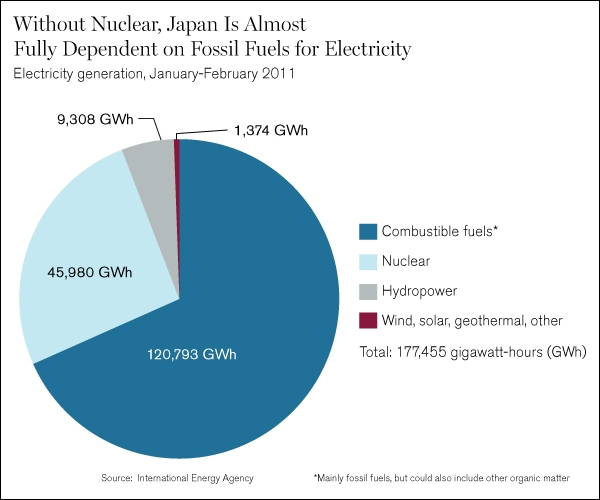 Without Nuclear, Japan Is Almost
Fully Dependent on Fossil Fuels for Electricity
Electricity generation, January-February 2011
9,308 GWh
1,374 GWh
45,980 GWh
120,793 GWh
Combustible fuels*
Nuclear
Hydropower
Wind, solar, geothermal, other
Total: 177,455 gigawatt-hours (GWh)
Source: International Energy Agency
*Mainly fossil fuels, but could also include other organic matter